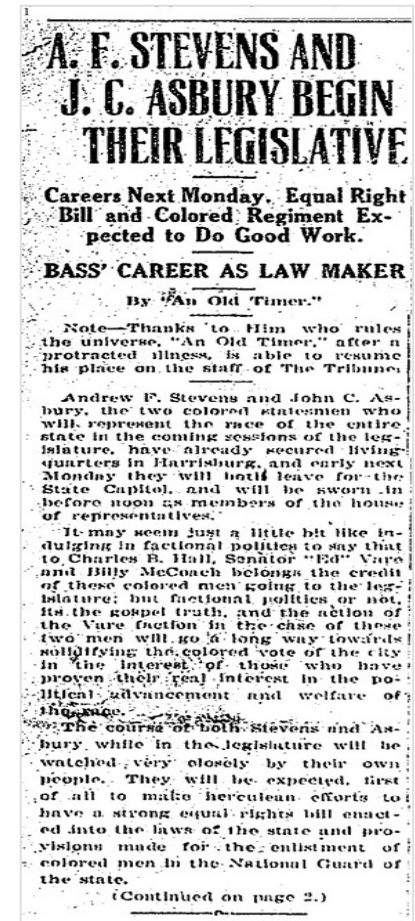 1
A. F. STEVENS AND
J. C. ASBURY BEGIN
THEIR LEGISLATIVE
Careers Next Monday. Equal Right
Bill and Colored Regiment Ex-
pected to Do Good Work.
BASS' CAREER AS LAW MAKER
By "An Old Timer."
Note—Thanks to Him who rules
the universe, "An Old Timer," after a
protracted illness, is able to resume
his place on the staff of The Tribune.
Andrew F. Stevens and John C. As-
bury, the two colored statesmen who
will represent the race of the entire
state in the coming sessions of the leg-
islature, have already secured living
quarters in Harrisburg, and early next
Monday they will both leave for the
State Capitol, and will be sworn in
before noon as members of the house
of representatives.
It may seem just a little bit like in-
dulging in factional politics to say that
to Charles B. Hall, Senator "Ed" Vare
and Billy McCoach belongs the credit
of these colored men going to the leg-
islature; but factional politics or not,
its the gospel truth, and the action of
the Vare faction in the case of these
two men will go a long way towards
solidifying the colored vote of the city
in the interest of those who have
proven their real interest in the po-
litical advancement and welfare of
the race.
The course of both Stevens and As-
bury while in the legislature will be
watched very closely by their own
people. They will be expected, first
of all to make herculean efforts to
have a strong equal rights bill enact-
ed into the laws of the state and pro-
visions made for the enlistment of
colored men in the National Guard of
the state.
(Continued on page 2.)